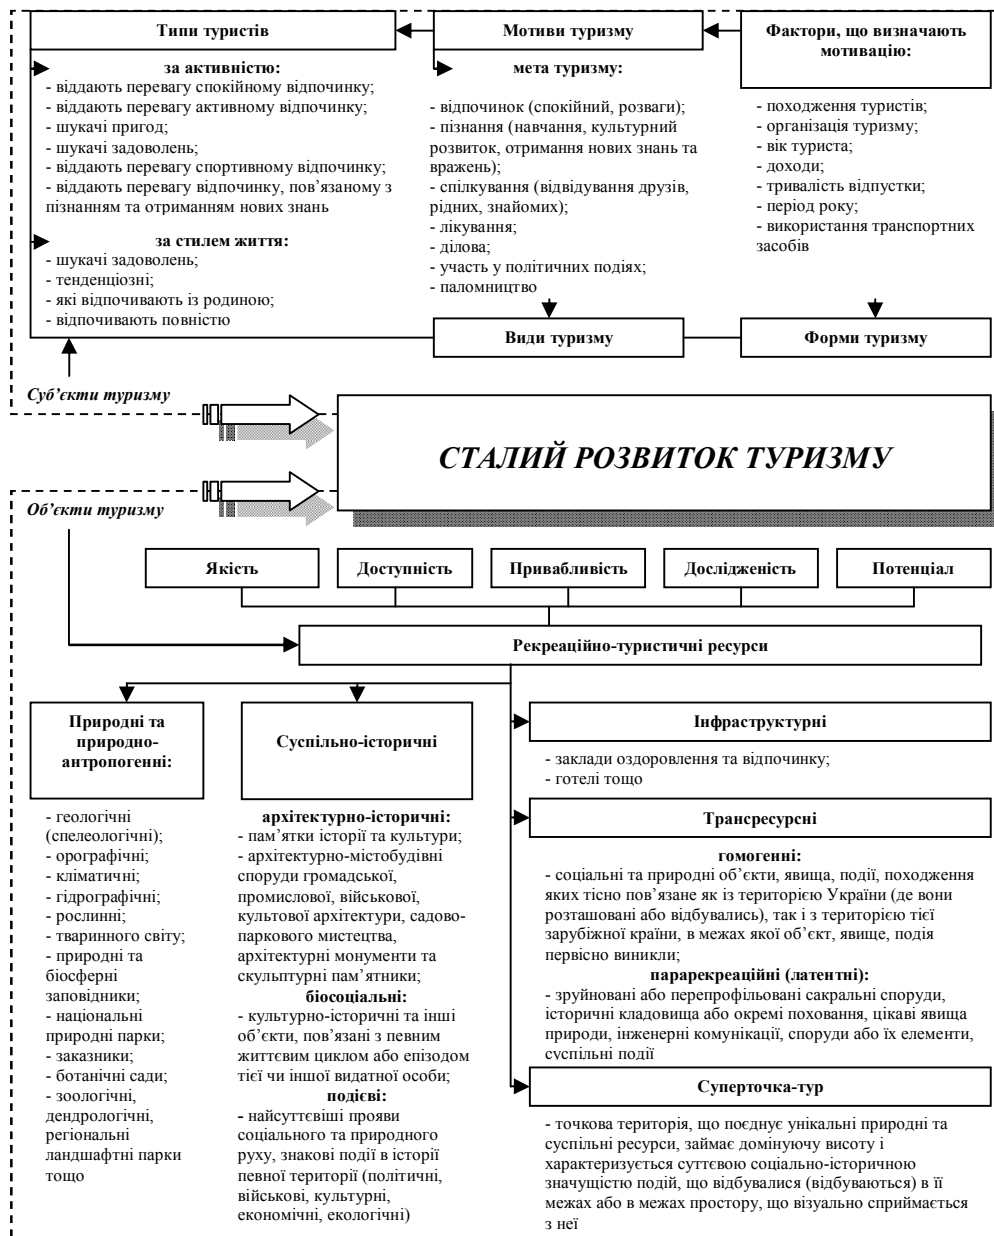 Типи туристів
за активністю:
- віддають перевагу спокійному відпочинку;
- віддають перевагу активному відпочинку;
- шукачі пригод;
- шукачі задоволень;
- віддають перевагу спортивному відпочинку;
- віддають перевагу відпочинку, пов’язаному з
пізнанням та отриманням нових знань
за стилем життя:
- шукачі задоволень;
- тенденціозні;
- які відпочивають із родиною;
- відпочивають повністю
Мотиви туризму
мета туризму:
- відпочинок (спокійний, розваги);
- пізнання (навчання, культурний
розвиток, отримання нових знань та
вражень);
- спілкування (відвідування друзів,
рідних, знайомих);
- лікування;
- ділова;
- участь у політичних подіях;
- паломництво
Фактори, що визначають
мотивацію:
- походження туристів;
- організація туризму;
- вік туриста;
- доходи;
- тривалість відпустки;
- період року;
- використання транспортних
засобів
Види туризму
Форми туризму
Суб’єкти туризму
СТАЛИЙ РОЗВИТОК ТУРИЗМУ
Об’єкти туризму
Якість
Доступність
Привабливість
Дослідженість
Потенціал
Рекреаційно-туристичні ресурси
Природні та
природно-
антропогенні:
- геологічні
(спелеологічні);
- орографічні;
- кліматичні;
- гідрографічні;
- рослинні;
- тваринного світу;
- природні та
біосферні
заповідники;
- національні
природні парки;
- заказники;
- ботанічні сади;
- зоологічні,
дендрологічні,
регіональні
ландшафтні парки
тощо
Суспільно-історичні
архітектурно-історичні:
- пам’ятки історії та культури;
- архітектурно-містобудівні
споруди громадської,
промислової, військової,
культової архітектури, садово-
паркового мистецтва,
архітектурні монументи та
скульптурні пам’ятники;
біосоціальні:
- культурно-історичні та інші
об’єкти, пов’язані з певним
життєвим циклом або епізодом
тієї чи іншої видатної особи;
подієві:
- найсуттєвіші прояви
соціального та природного
руху, знакові події в історії
певної території (політичні,
військові, культурні,
економічні, екологічні)
Інфраструктурні
- заклади оздоровлення та відпочинку;
- готелі тощо
Трансресурсні
гомогенні:
- соціальні та природні об’єкти, явища, події, походження
яких тісно пов’язане як із територією України (де вони
розташовані або відбувались), так і з територією тієї
зарубіжної країни, в межах якої об’єкт, явище, подія
первісно виникли;
парарекреаційні (латентні):
- зруйновані або перепрофільовані сакральні споруди,
історичні кладовища або окремі поховання, цікаві явища
природи, інженерні комунікації, споруди або їх елементи,
суспільні події
Суперточка-тур
- точкова територія, що поєднує унікальні природні та
суспільні ресурси, займає домінуючу висоту і
характеризується суттєвою соціально-історичною
значущістю подій, що відбувалися (відбуваються) в її
межах або в межах простору, що візуально сприймається
з неї